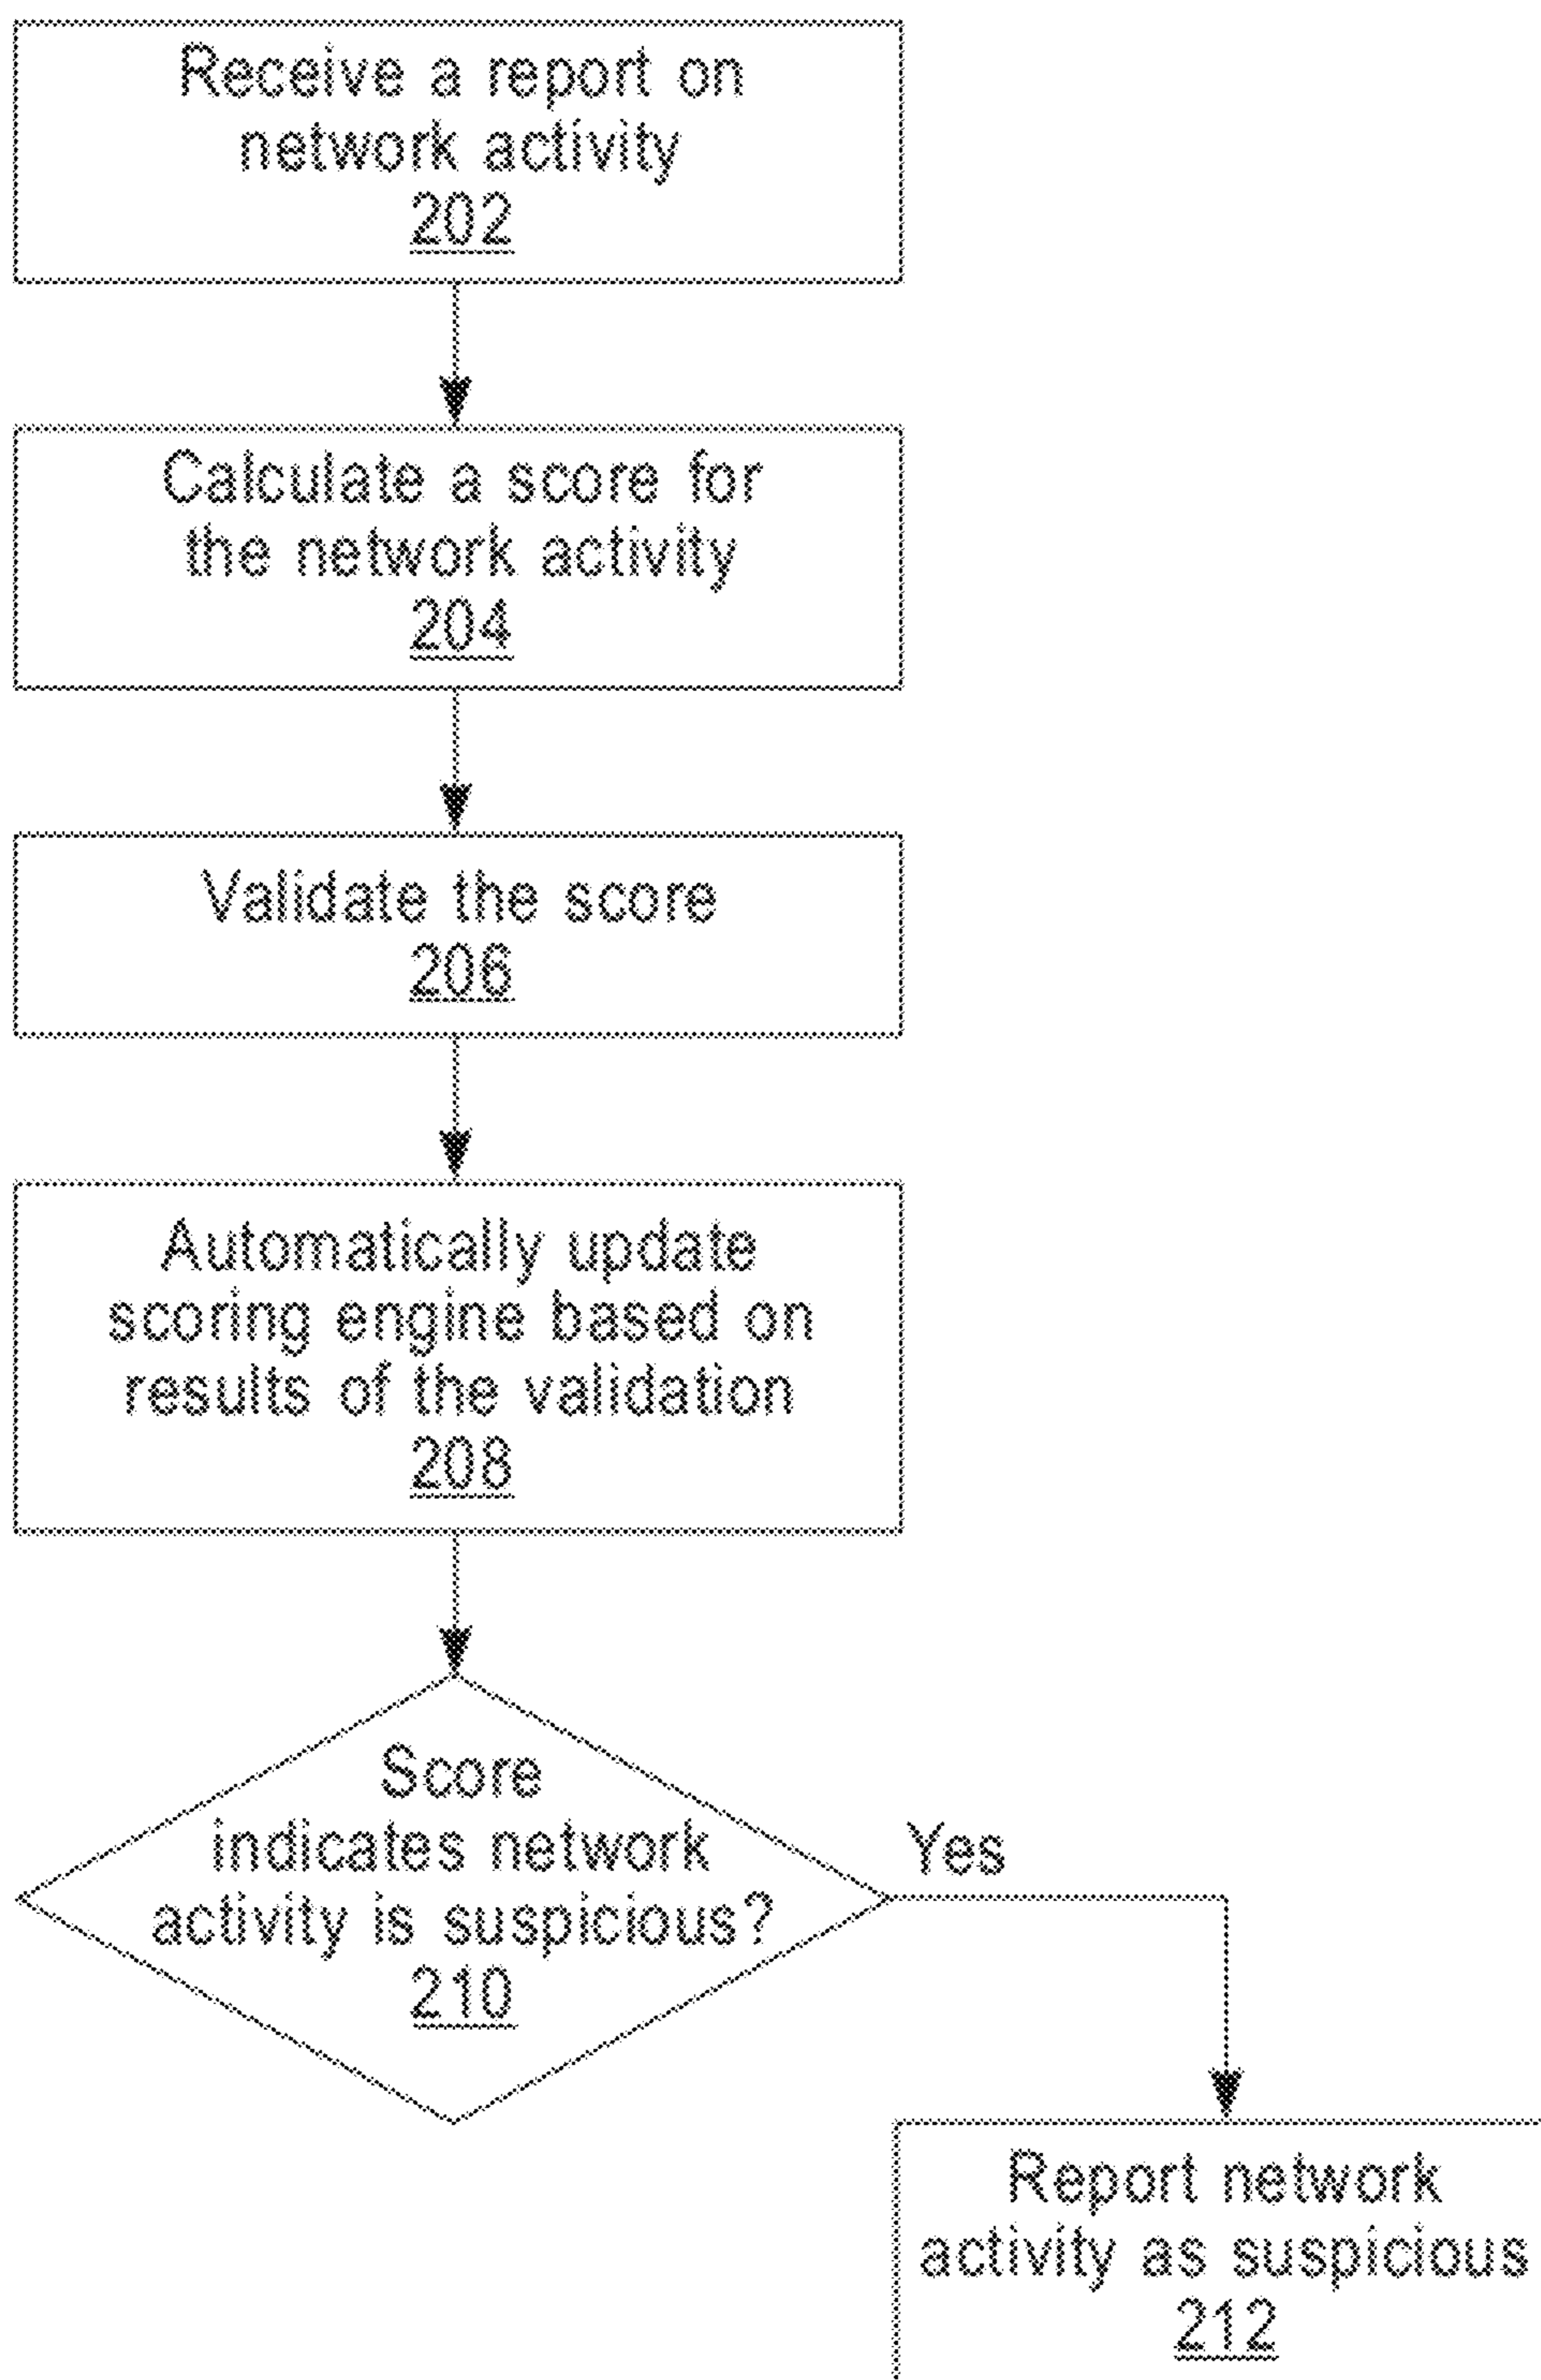 Receive a report on
network activity
202
Calculate a score for
the network activity
204
Validate the score
206
Automatically update
scoring engine based on
results of the validation
208
Score
indicates network
activity is suspicious?
210
Yes
Report network
activity as suspicious
212